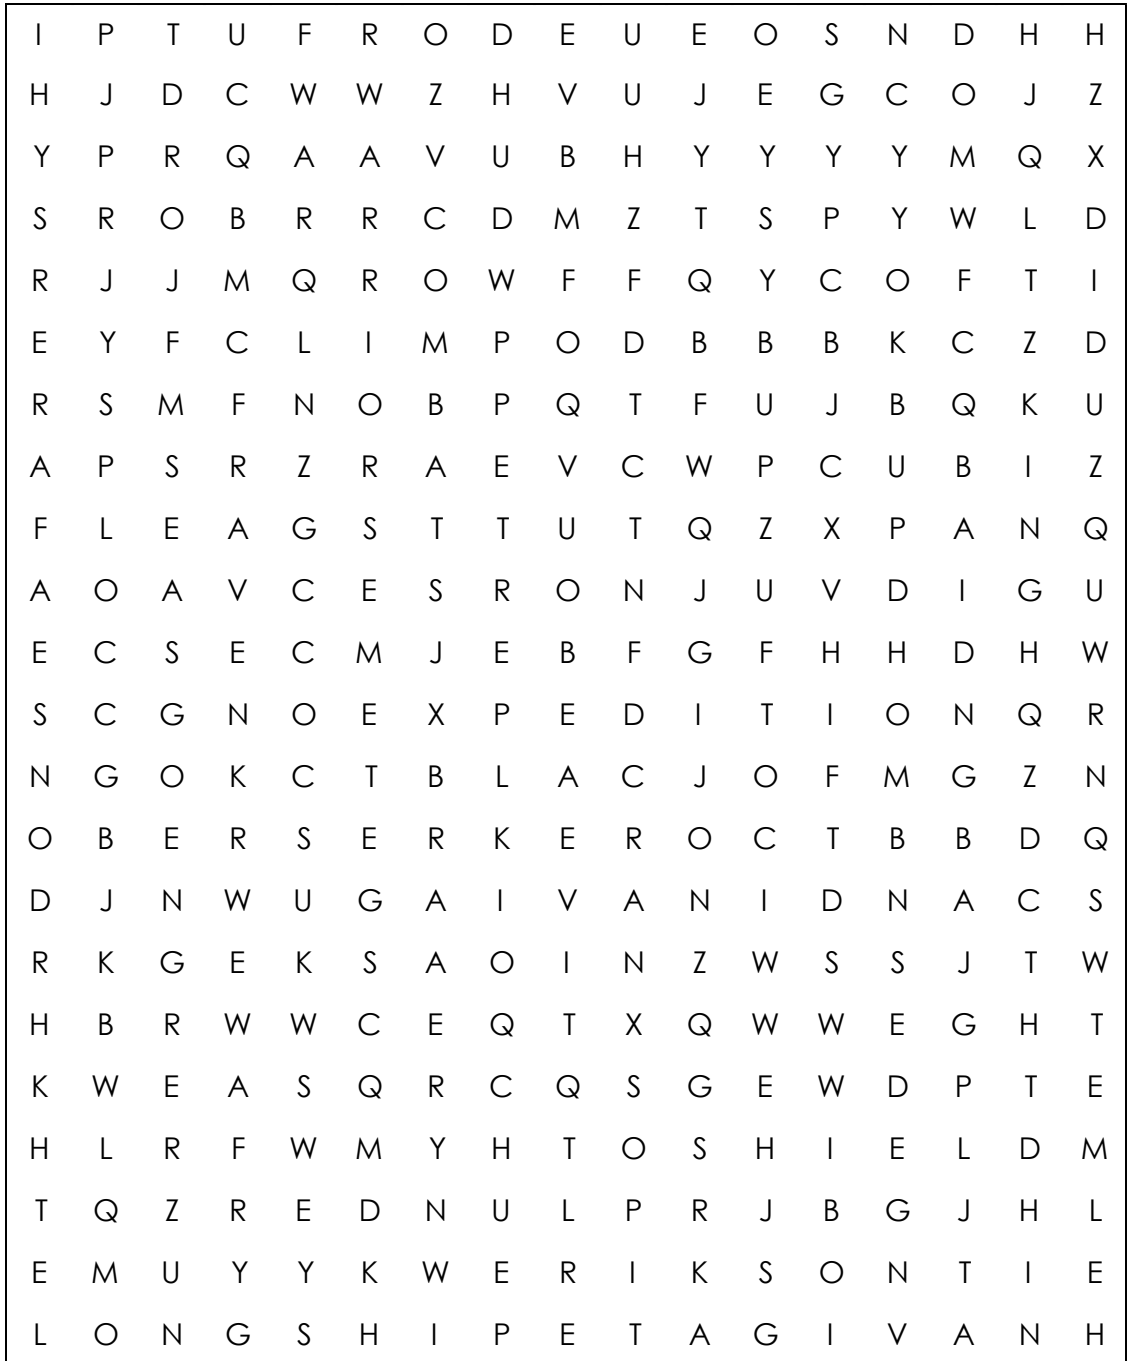 I P T U F R O D E U E O S N D H H
H J D C W W Z H V U J E G C O J Z
Y P R Q A A V U B H Y Y Y Y M Q X
S R O B R R C D M Z T S P Y W L D
R J J M Q R O W F F Q Y C O F T I
E Y F C L I M P O D B B B K C Z D
R S M F N O B P Q T F U J B Q K U
A P S R Z R A E V C W P C U B I Z
F L E A G S T T U T Q Z X P A N Q
A O A V C E S R O N J U V D I G U
E C S E C M J E B F G F H H D H W
S C G N O E X P E D I T I O N Q R
N G O K C T B L A C J O F M G Z N
O B E R S E R K E R O C T B B D Q
D J N W U G A I V A N I D N A C S
R K G E K S A O I N Z W S S J T W
H B R W W C E Q T X Q W W E G H T
K W E A S Q R C Q S G E W D P T E
H L R F W M Y H T O S H I E L D M
T Q Z R E D N U L P R J B G J H L
E M U Y Y K W E R I K S O N T I E
L O N G S H I P E T A G I V A N H